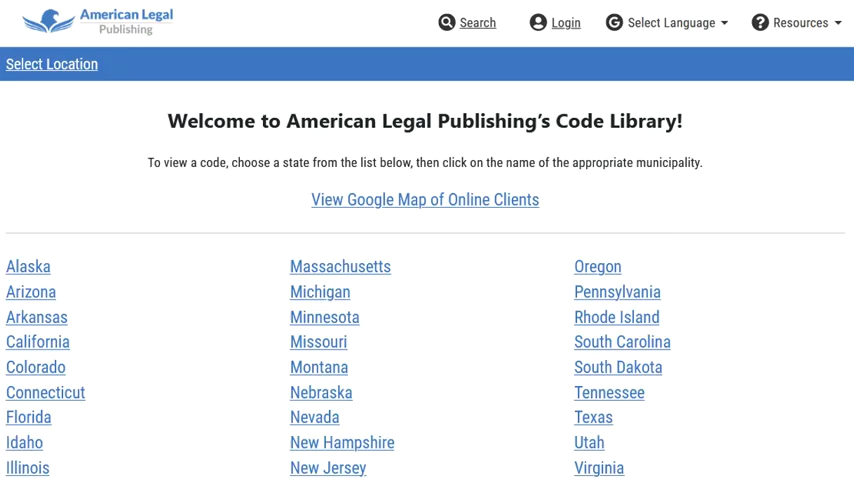 American Legal
Publishing
Search
Login
Select Language
Resources
Select Location
Welcome to American Legal Publishing's Code Library!
To view a code, choose a state from the list below, then click on the name of the appropriate municipality.
View Google Map of Online Clients
Alaska
Arizona
Arkansas
California
Colorado
Connecticut
Florida
Idaho
Illinois
Massachusetts
Michigan
Minnesota
Missouri
Montana
Nebraska
Nevada
New Hampshire
New Jersey
Oregon
Pennsylvania
Rhode Island
South Carolina
South Dakota
Tennessee
Texas
Utah
Virginia